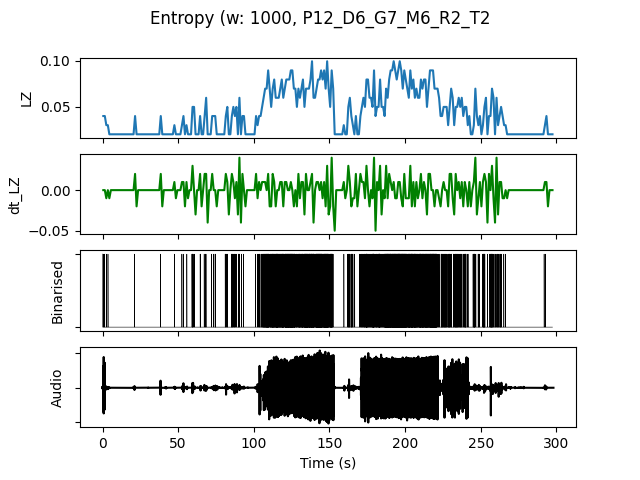 Entropy (w: 1000, P12_D6_G7_M6_R2_T2
0.10
0.05
LZ
0.00
−0.05
dt_LZ
Binarised
Audio
0 50 100 150 200 250 300
Time (s)